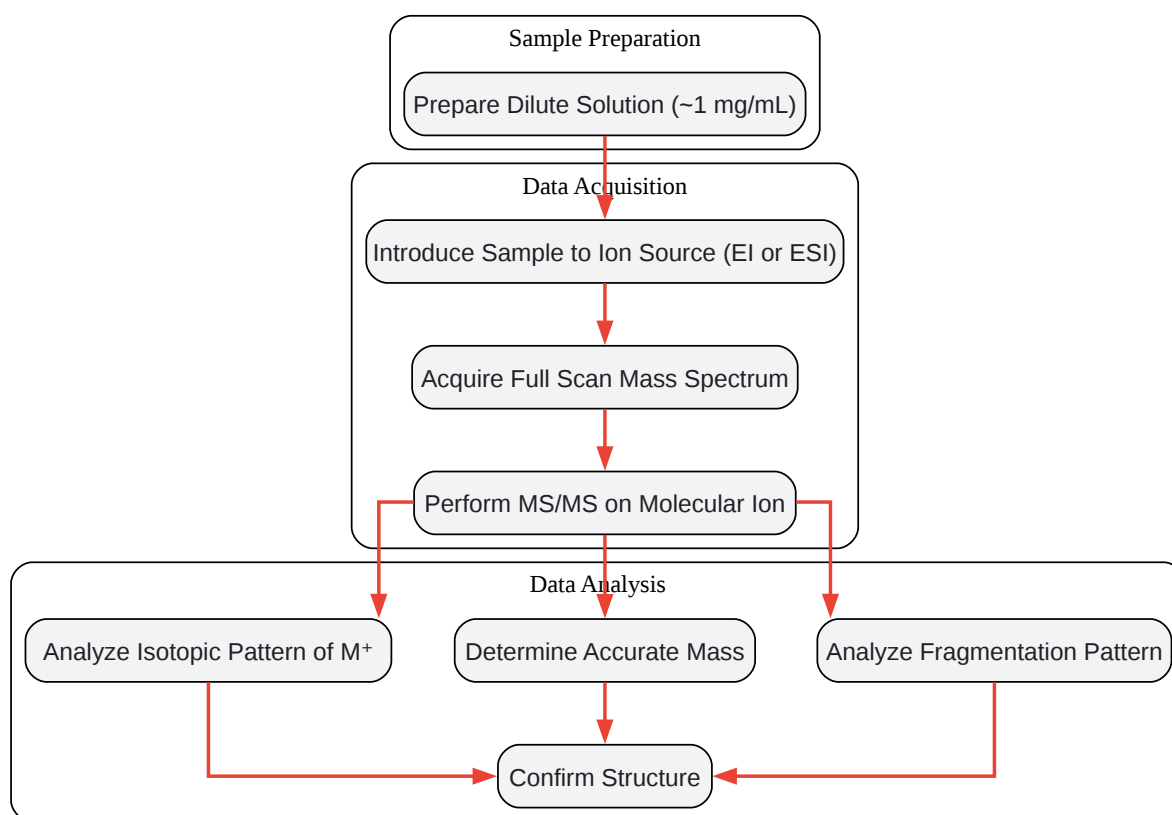 Sample Preparation
Prepare Dilute Solution (~1 mg/mL)
Data Acquisition
Introduce Sample to Ion Source (EI or ESI)
Acquire Full Scan Mass Spectrum
Perform MS/MS on Molecular Ion
Data Analysis
Analyze Isotopic Pattern of M⁺
Determine Accurate Mass
Analyze Fragmentation Pattern
Confirm Structure